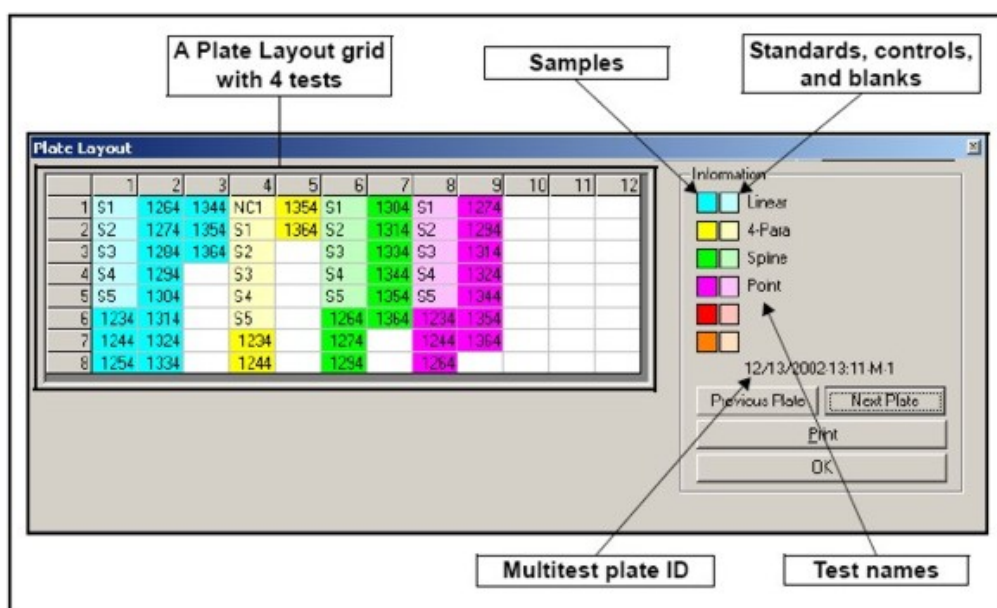 A Plate Layout grid
with 4 tests
Samples
Standards, controls,
and blanks
Plate Layout
Information
1 2 3 4 5 6 7 8 9 10 11 12
1 S1 1264 1344 NC1 1354 S1 1304 S1 1274
2 S2 1274 1354 S1 1364 S2 1314 S2 1294
3 S3 1284 1364 S2 S3 1334 S3 1314
4 S4 1294 S3 S4 1344 S4 1324
5 S5 1304 S4 S5 1354 S5 1344
6 1234 1314 S5 1264 1364 1234 1354
7 1244 1324 1234 1274 1244 1364
8 1254 1334 1244 1294 1264
Linear
4-Para
Spline
Point
12/13/2002-13:11-M-1
Previous Plate Next Plate
Print
OK
Multitest plate ID
Test names